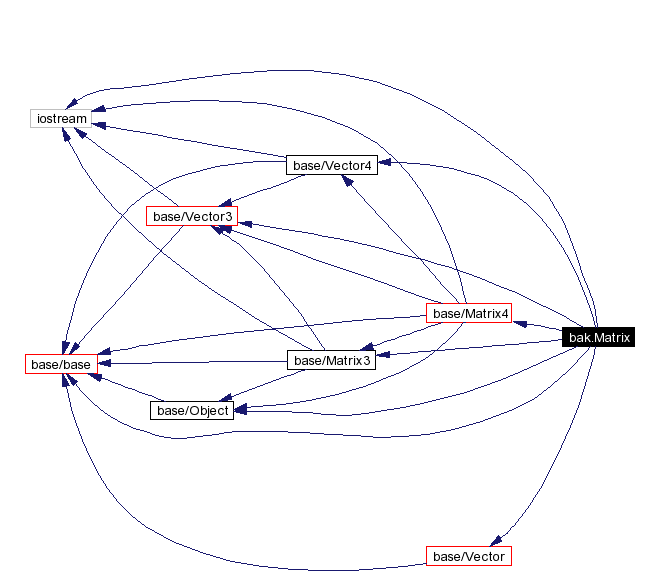 iostream
base/Vector4
base/Vector3
base/Matrix4
bak.Matrix
base/Matrix3
base/base
base/Object
base/Vector